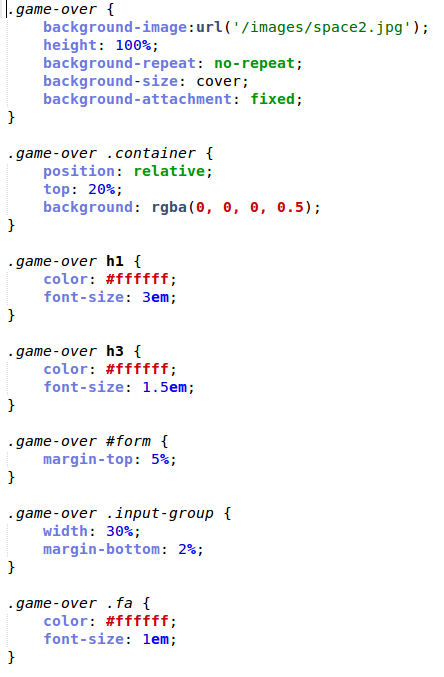 .game-over {
    background-image:url('/images/space2.jpg');
    height: 100%;
    background-repeat: no-repeat;
    background-size: cover;
    background-attachment: fixed;
}

.game-over .container {
    position: relative;
    top: 20%;
    background: rgba(0, 0, 0, 0.5);
}

.game-over h1 {
    color: #ffffff;
    font-size: 3em;
}

.game-over h3 {
    color: #ffffff;
    font-size: 1.5em;
}

.game-over #form {
    margin-top: 5%;
}

.game-over .input-group {
    width: 30%;
    margin-bottom: 2%;
}

.game-over .fa {
    color: #ffffff;
    font-size: 1em;
}